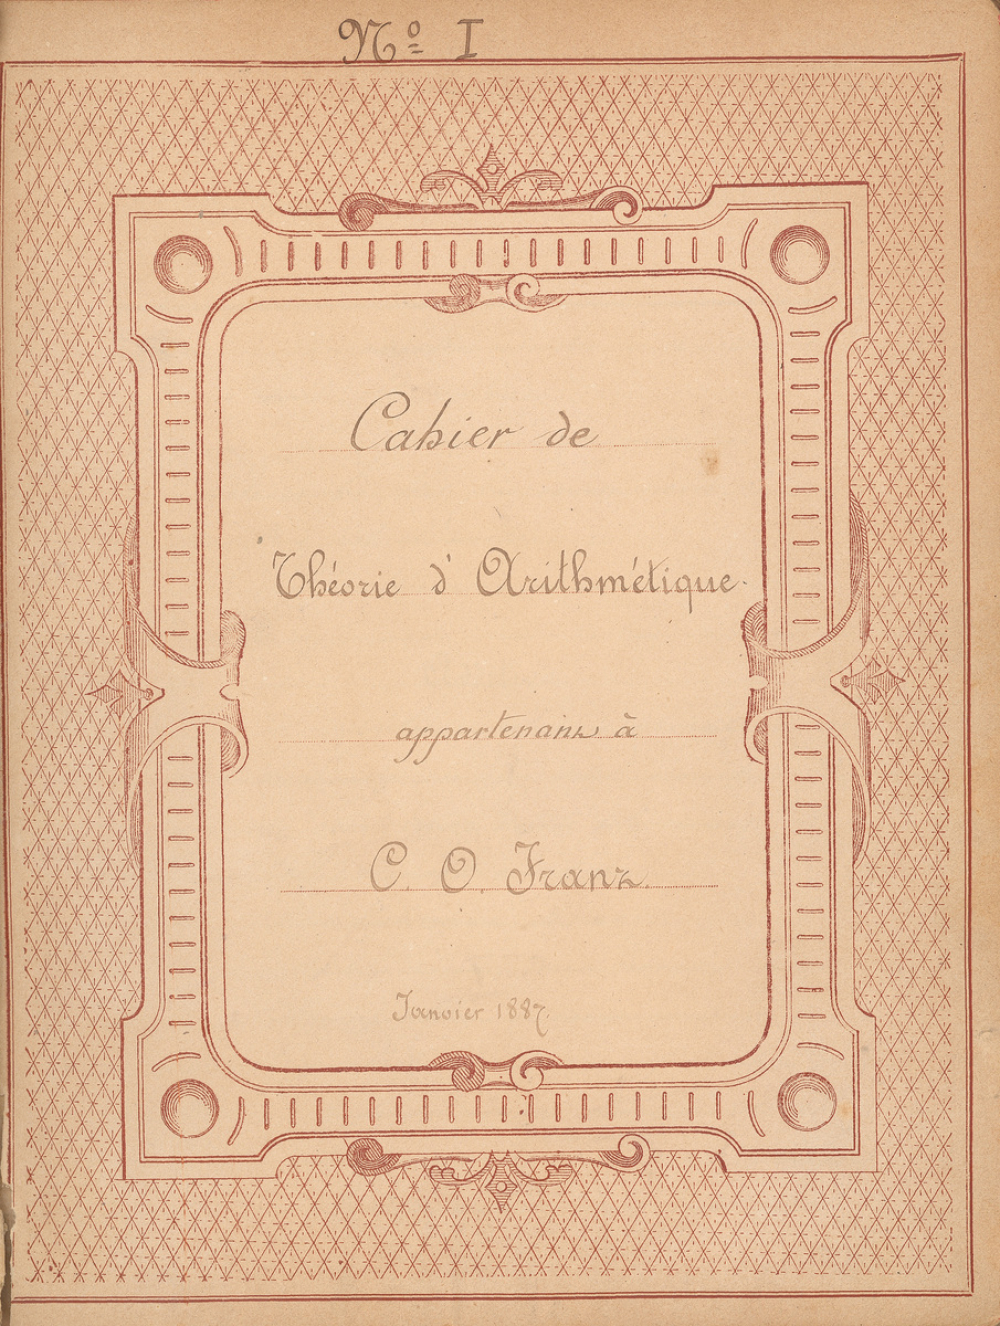 Nº I
Cahier de
Théorie d'Arithmétique.
appartenant à
C. O. Franz.
Janvier 1887.